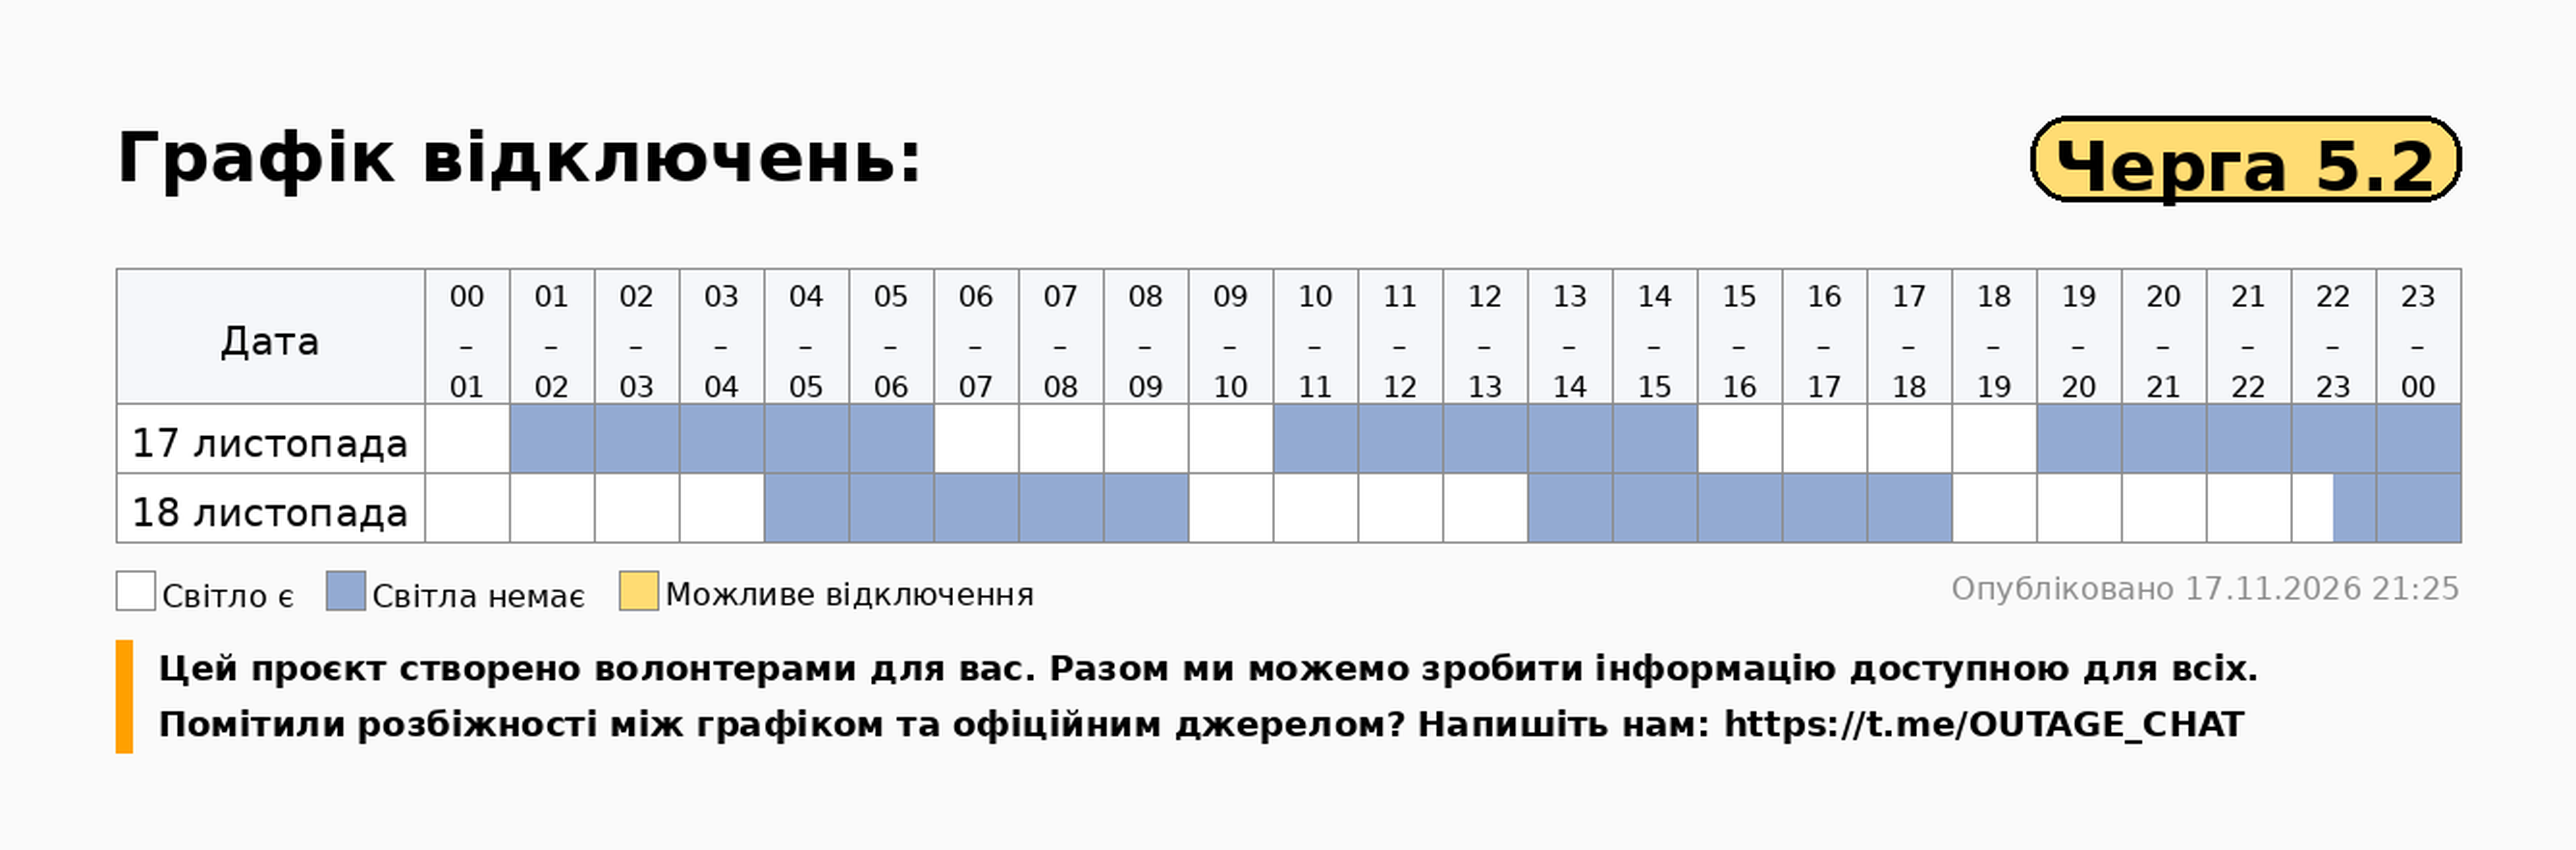 Графік відключень:
Черга 5.2
Дата
00 – 01
01 – 02
02 – 03
03 – 04
04 – 05
05 – 06
06 – 07
07 – 08
08 – 09
09 – 10
10 – 11
11 – 12
12 – 13
13 – 14
14 – 15
15 – 16
16 – 17
17 – 18
18 – 19
19 – 20
20 – 21
21 – 22
22 – 23
23 – 00
17 листопада
18 листопада
Світло є
Світла немає
Можливе відключення
Опубліковано 17.11.2026 21:25
Цей проєкт створено волонтерами для вас. Разом ми можемо зробити інформацію доступною для всіх.
Помітили розбіжності між графіком та офіційним джерелом? Напишіть нам: https://t.me/OUTAGE_CHAT